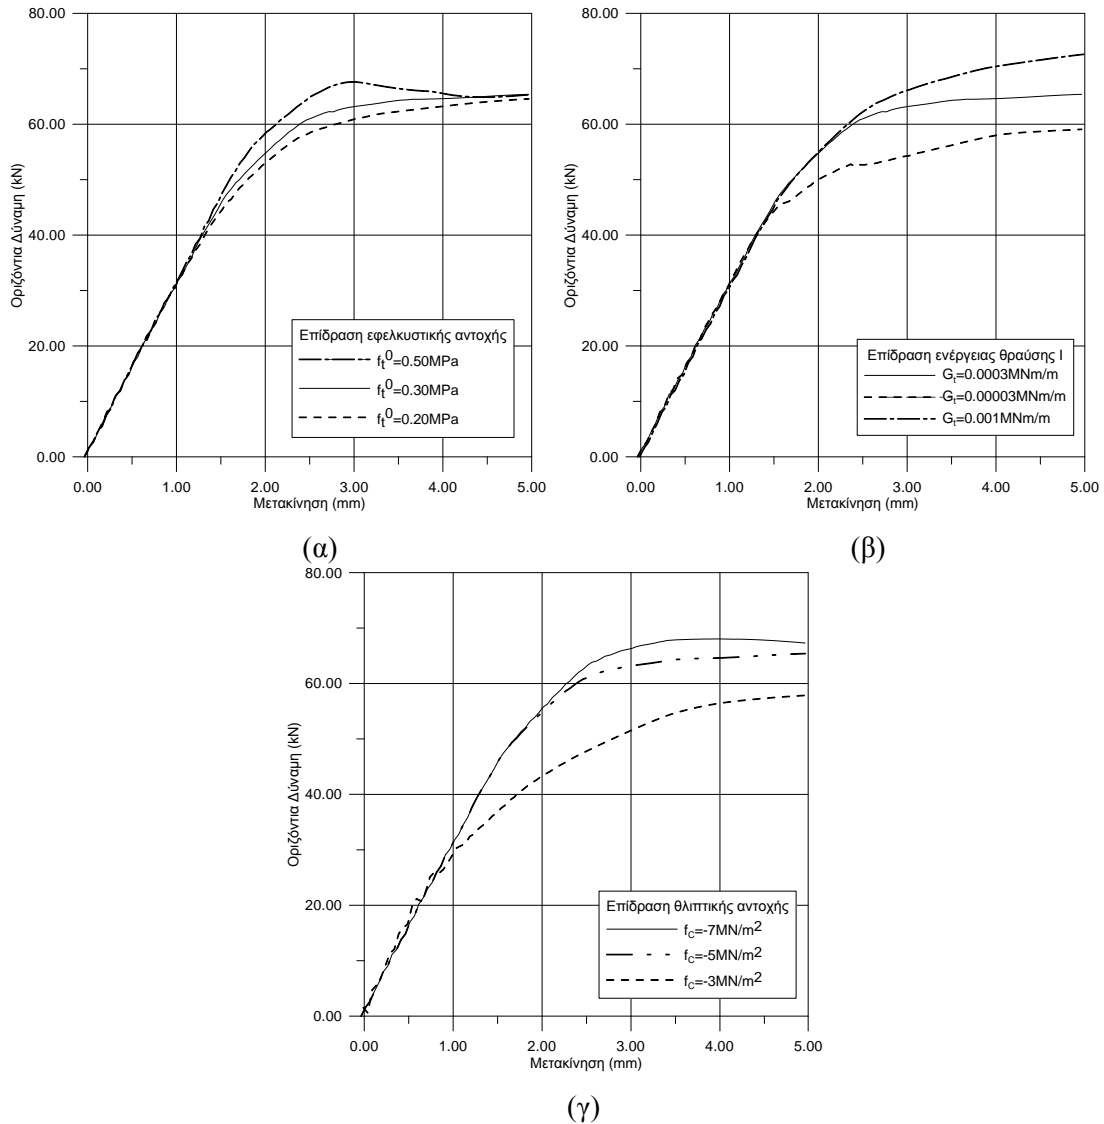 80.00
60.00
40.00
20.00
0.00
Οριζόντια Δύναμη (kN)
Επίδραση εφελκυστικής αντοχής
ft0=0.50MPa
ft0=0.30MPa
ft0=0.20MPa
0.00 1.00 2.00 3.00 4.00 5.00
Μετακίνηση (mm)
(α)
80.00
60.00
40.00
20.00
0.00
Οριζόντια Δύναμη (kN)
Επίδραση ενέργειας θραύσης Ι
Gt=0.0003MNm/m
Gt=0.00003MNm/m
Gt=0.001MNm/m
0.00 1.00 2.00 3.00 4.00 5.00
Μετακίνηση (mm)
(β)
80.00
60.00
40.00
20.00
0.00
Οριζόντια Δύναμη (kN)
Επίδραση θλιπτικής αντοχής
fC=-7MN/m2
fC=-5MN/m2
fC=-3MN/m2
0.00 1.00 2.00 3.00 4.00 5.00
Μετακίνηση (mm)
(γ)